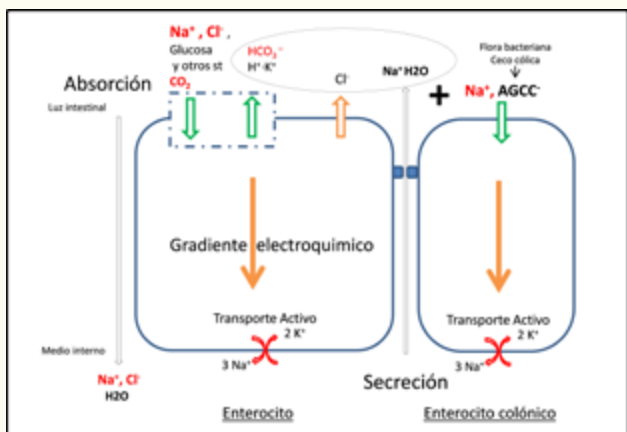 Na⁺, Cl⁻,
Glucosa
y otros st
CO₂
HCO₃⁻
H⁺ K⁺
Cl⁻
Na⁺ H2O
Flora bacteriana
Ceco cólica
+
Na⁺, AGCC⁻
Absorción
Luz intestinal
Gradiente electroquimico
Transporte Activo
2 K⁺
3 Na⁺
Transporte Activo
2 K⁺
3 Na⁺
Medio interno
Na⁺, Cl⁻
H2O
Secreción
Enterocito
Enterocito colónico